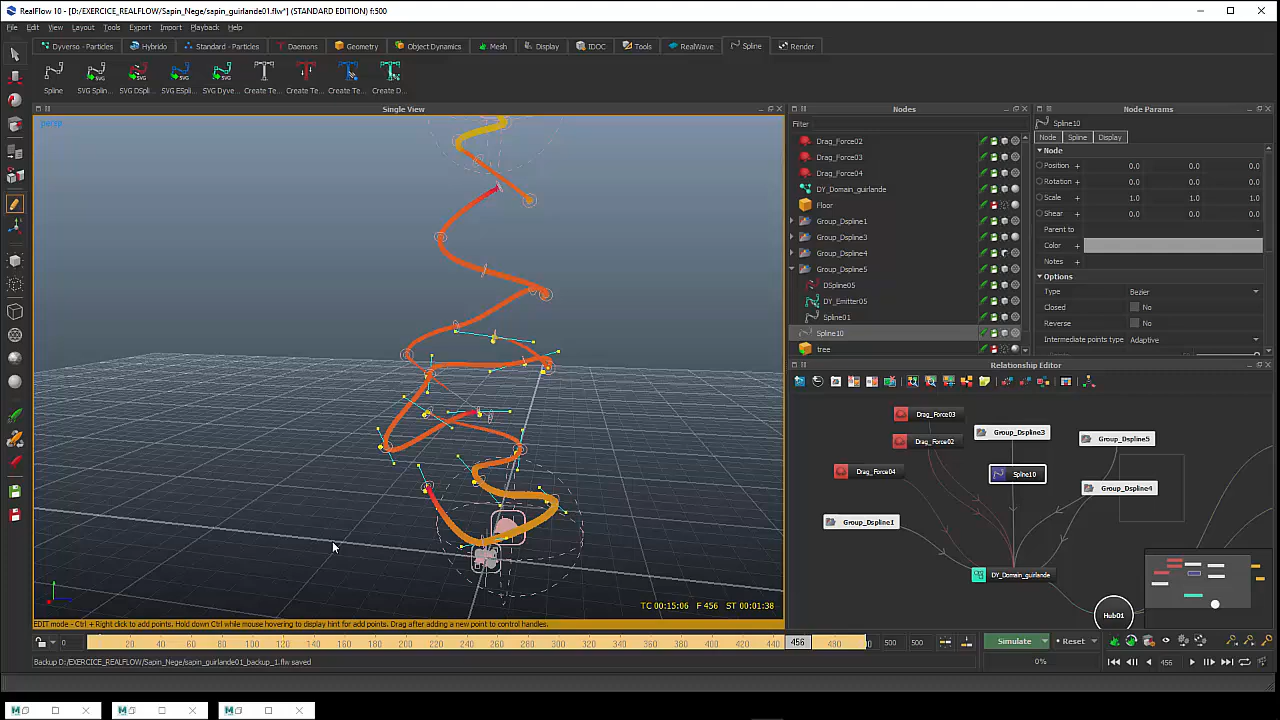 RealFlow 10 - [D:/EXERCICE_REALFLOW/Sapin_Nege/sapin_guirlande01.flw*] (STANDARD EDITION) f:500
File Edit View Layout Tools Export Import Playback Help
Dyverso - Particles Hybrido Standard - Particles Daemons Geometry Object Dynamics Mesh Display IDOC Tools RealWave Spline Render
Spline SVG Splin... SVG DSpli... SVG ESpli... SVG Dyve... Create Te... Create Te... Create Te... Create D...
Single View
persp
TC 00:15:06 F 456 ST 00:01:38
EDIT mode - Ctrl + Right click to add points. Hold down Ctrl while mouse hovering to display hint for add points. Drag after adding a new point to control handles.
Nodes
Filter
Drag_Force02
Drag_Force03
Drag_Force04
DY_Domain_guirlande
Floor
Group_Dspline1
Group_Dspline3
Group_Dspline4
Group_Dspline5
DSpline05
DY_Emitter05
Spline01
Spline10
tree
Node Params
Spline10
Node Spline Display
Node
Position + 0.0 0.0 0.0
Rotation + 0.0 0.0 0.0
Scale + 1.0 1.0 1.0
Shear + 0.0 0.0 0.0
Parent to -
Color +
Notes +
Options
Type Bezier
Closed No
Reverse No
Intermediate points type Adaptive
Relationship Editor
Drag_Force03
Group_Dspline3
Group_Dspline5
Drag_Force02
Drag_Force04
Spline10
Group_Dspline4
Group_Dspline1
DY_Domain_guirlande
Hub01
0 20 40 60 80 100 120 140 160 180 200 220 240 260 280 300 320 340 360 380 400 420 440 456 480 500 500
Simulate Reset
0% 456
Backup D:/EXERCICE_REALFLOW/Sapin_Nege/sapin_guirlande01_backup_1.flw saved